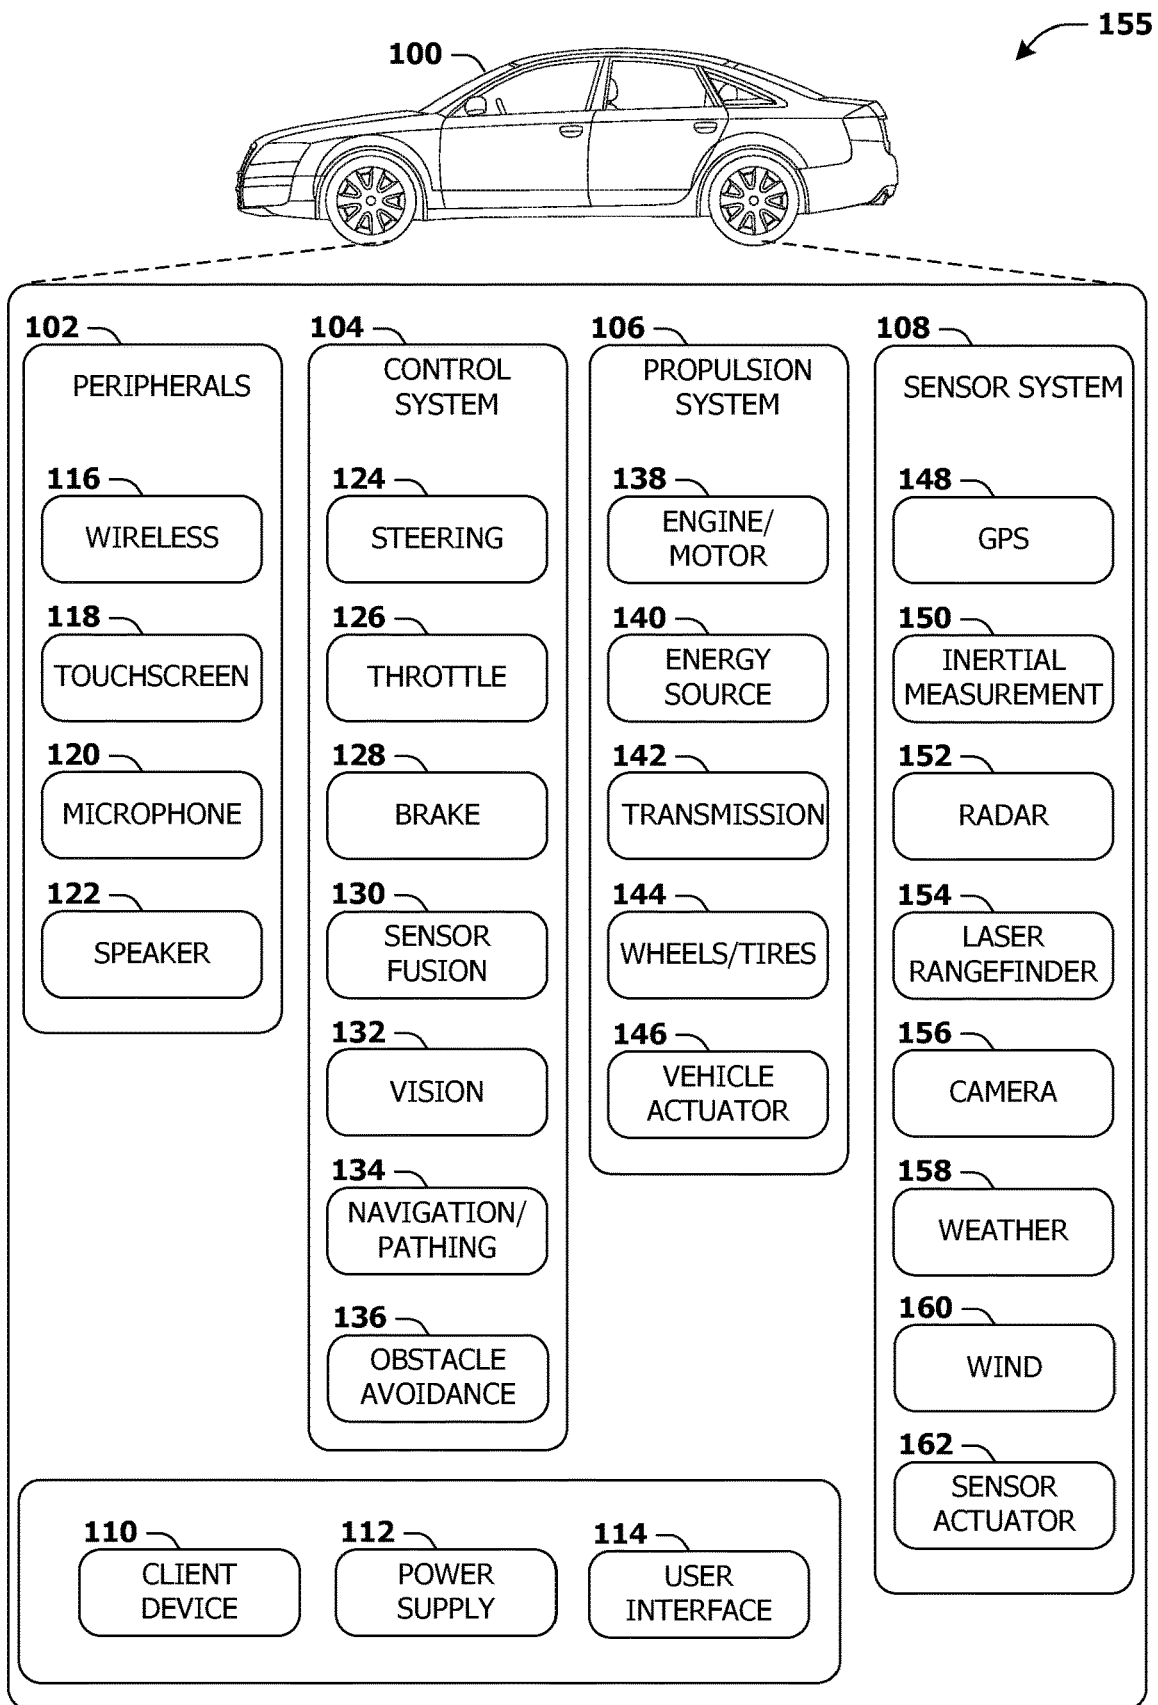 155
100
102
PERIPHERALS
116
WIRELESS
118
TOUCHSCREEN
120
MICROPHONE
122
SPEAKER
104
CONTROL
SYSTEM
124
STEERING
126
THROTTLE
128
BRAKE
130
SENSOR
FUSION
132
VISION
134
NAVIGATION/
PATHING
136
OBSTACLE
AVOIDANCE
106
PROPULSION
SYSTEM
138
ENGINE/
MOTOR
140
ENERGY
SOURCE
142
TRANSMISSION
144
WHEELS/TIRES
146
VEHICLE
ACTUATOR
108
SENSOR SYSTEM
148
GPS
150
INERTIAL
MEASUREMENT
152
RADAR
154
LASER
RANGEFINDER
156
CAMERA
158
WEATHER
160
WIND
162
SENSOR
ACTUATOR
110
CLIENT
DEVICE
112
POWER
SUPPLY
114
USER
INTERFACE